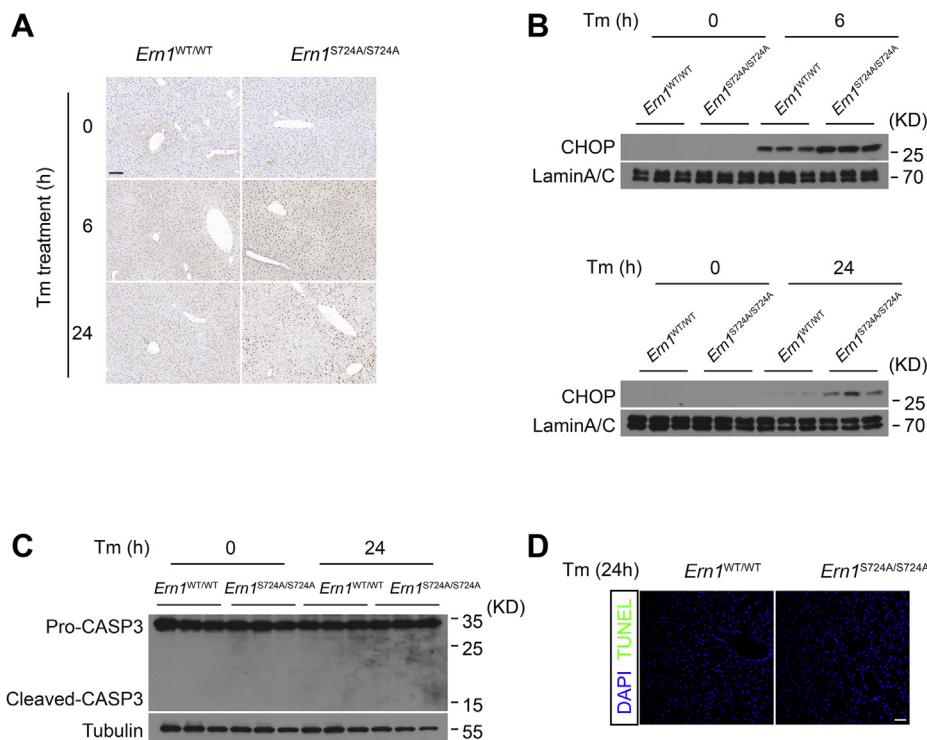 A
Ern1WT/WT Ern1S724A/S724A
Tm treatment (h)
0
6
24
B
Tm (h) 0 6
Ern1WT/WT Ern1S724A/S724A Ern1WT/WT Ern1S724A/S724A
(KD)
CHOP 25
LaminA/C 70
Tm (h) 0 24
Ern1WT/WT Ern1S724A/S724A Ern1WT/WT Ern1S724A/S724A
(KD)
CHOP 25
LaminA/C 70
C
Tm (h) 0 24
Ern1WT/WT Ern1S724A/S724A Ern1WT/WT Ern1S724A/S724A
(KD)
Pro-CASP3 35
25
Cleaved-CASP3 15
Tubulin 55
D
Tm (24h) Ern1WT/WT Ern1S724A/S724A
DAPI TUNEL